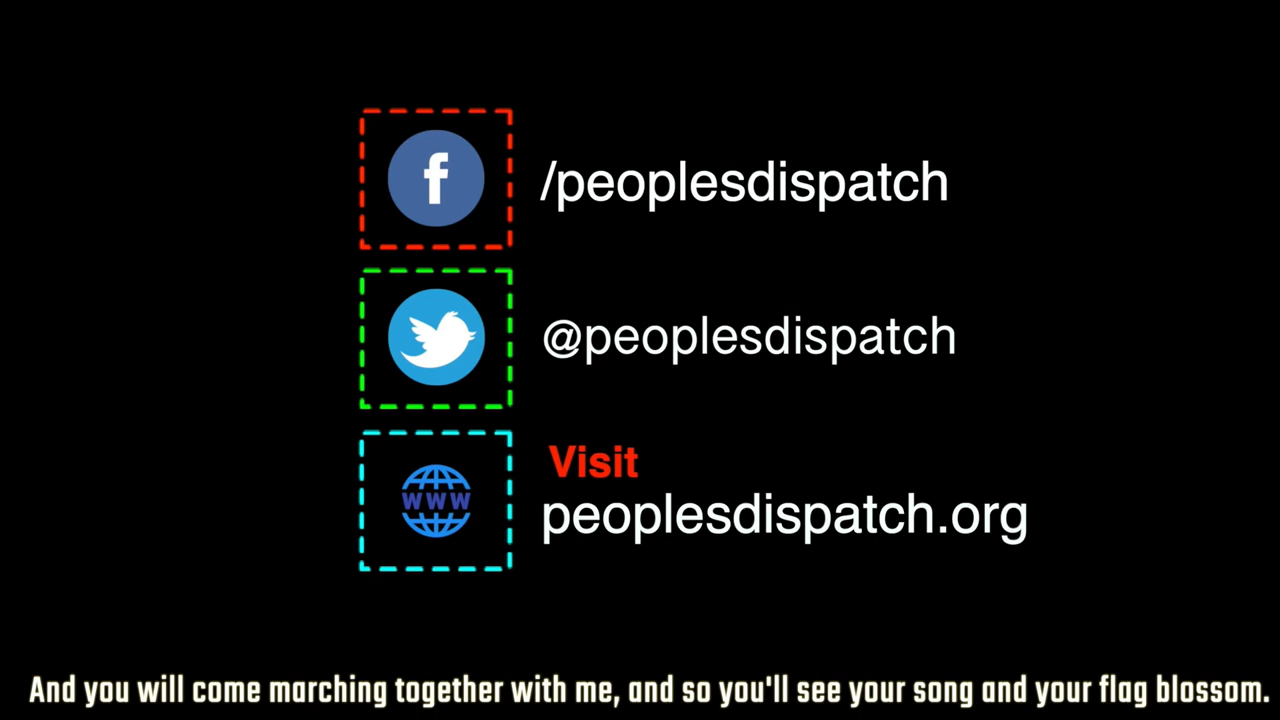 f
/peoplesdispatch
@peoplesdispatch
Visit
www
peoplesdispatch.org
And you will come marching together with me, and so you'll see your song and your flag blossom.